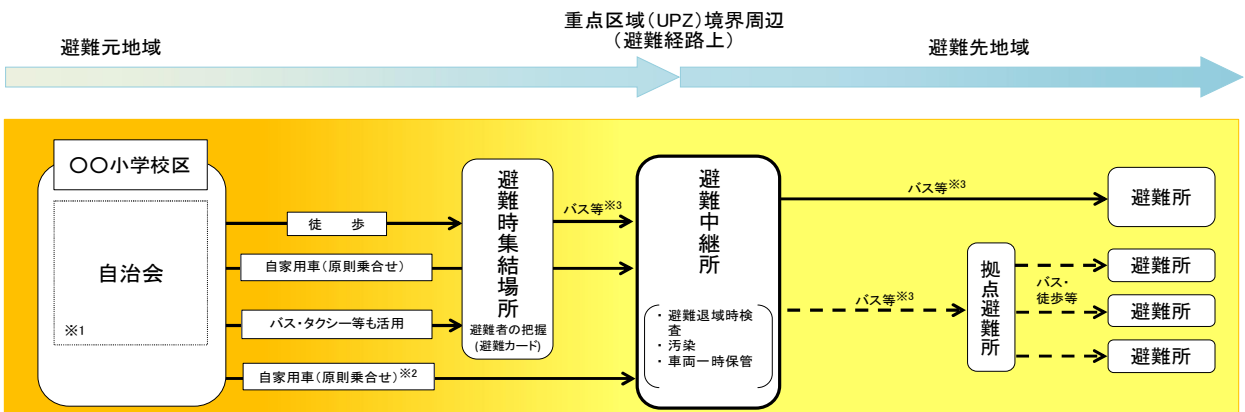 重点区域(UPZ)境界周辺
(避難経路上)
避難元地域
避難先地域
〇〇小学校区
自治会
※1
徒　歩
自家用車(原則乗合せ)
バス・タクシー等も活用
自家用車(原則乗合せ)※2
避難時集結場所
避難者の把握
(避難カード)
バス等※3
避難中継所
・避難退域時検
査
・汚染
・車両一時保管
バス等※3
避難所
バス等※3
拠点避難所
バス・
徒歩等
避難所
避難所
避難所